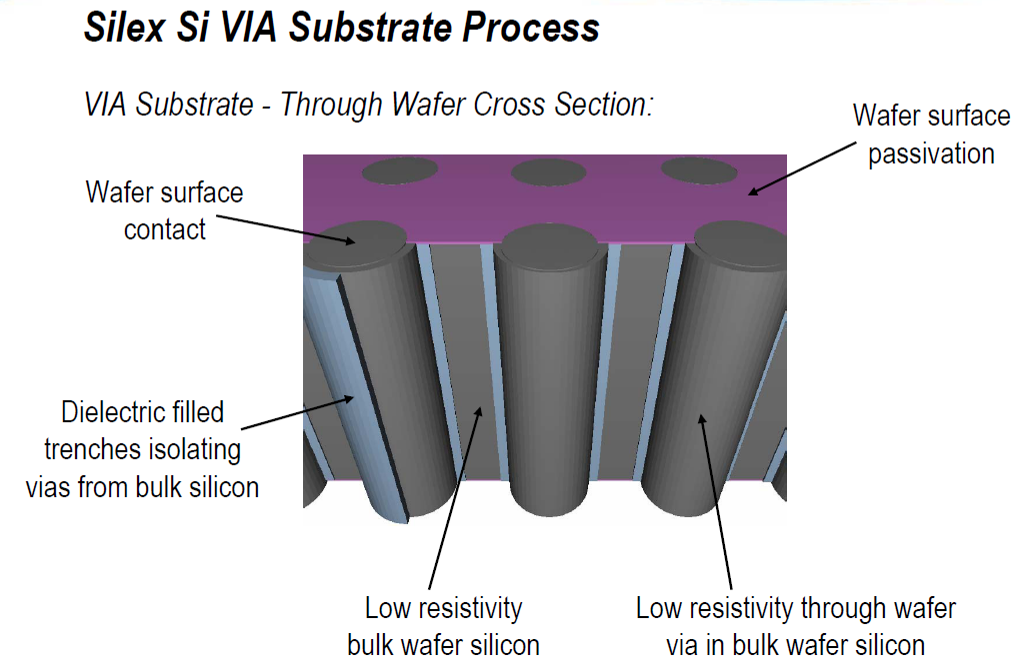 Silex Si VIA Substrate Process
VIA Substrate - Through Wafer Cross Section:
Wafer surface
passivation
Wafer surface
contact
Dielectric filled
trenches isolating
vias from bulk silicon
Low resistivity
bulk wafer silicon
Low resistivity through wafer
via in bulk wafer silicon